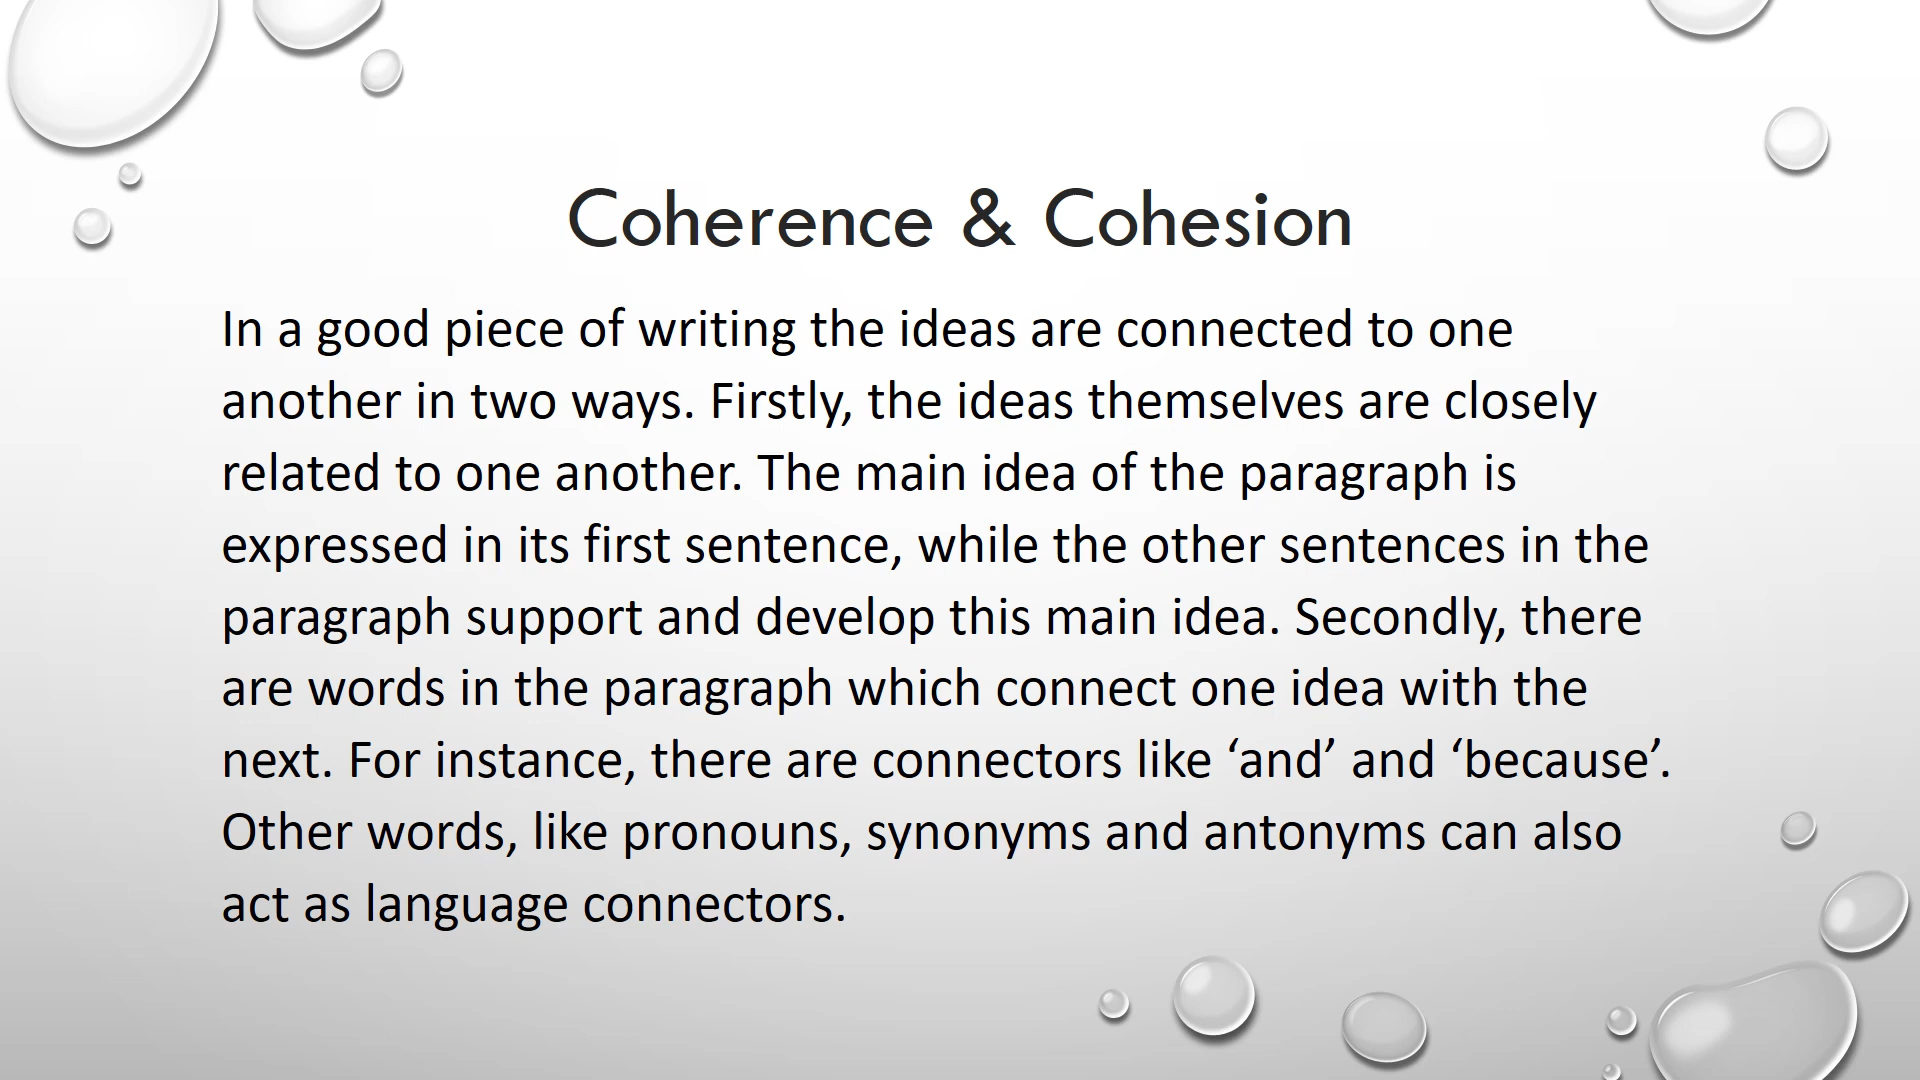 Coherence & Cohesion
In a good piece of writing the ideas are connected to one
another in two ways. Firstly, the ideas themselves are closely
related to one another. The main idea of the paragraph is
expressed in its first sentence, while the other sentences in the
paragraph support and develop this main idea. Secondly, there
are words in the paragraph which connect one idea with the
next. For instance, there are connectors like ‘and’ and ‘because’.
Other words, like pronouns, synonyms and antonyms can also
act as language connectors.